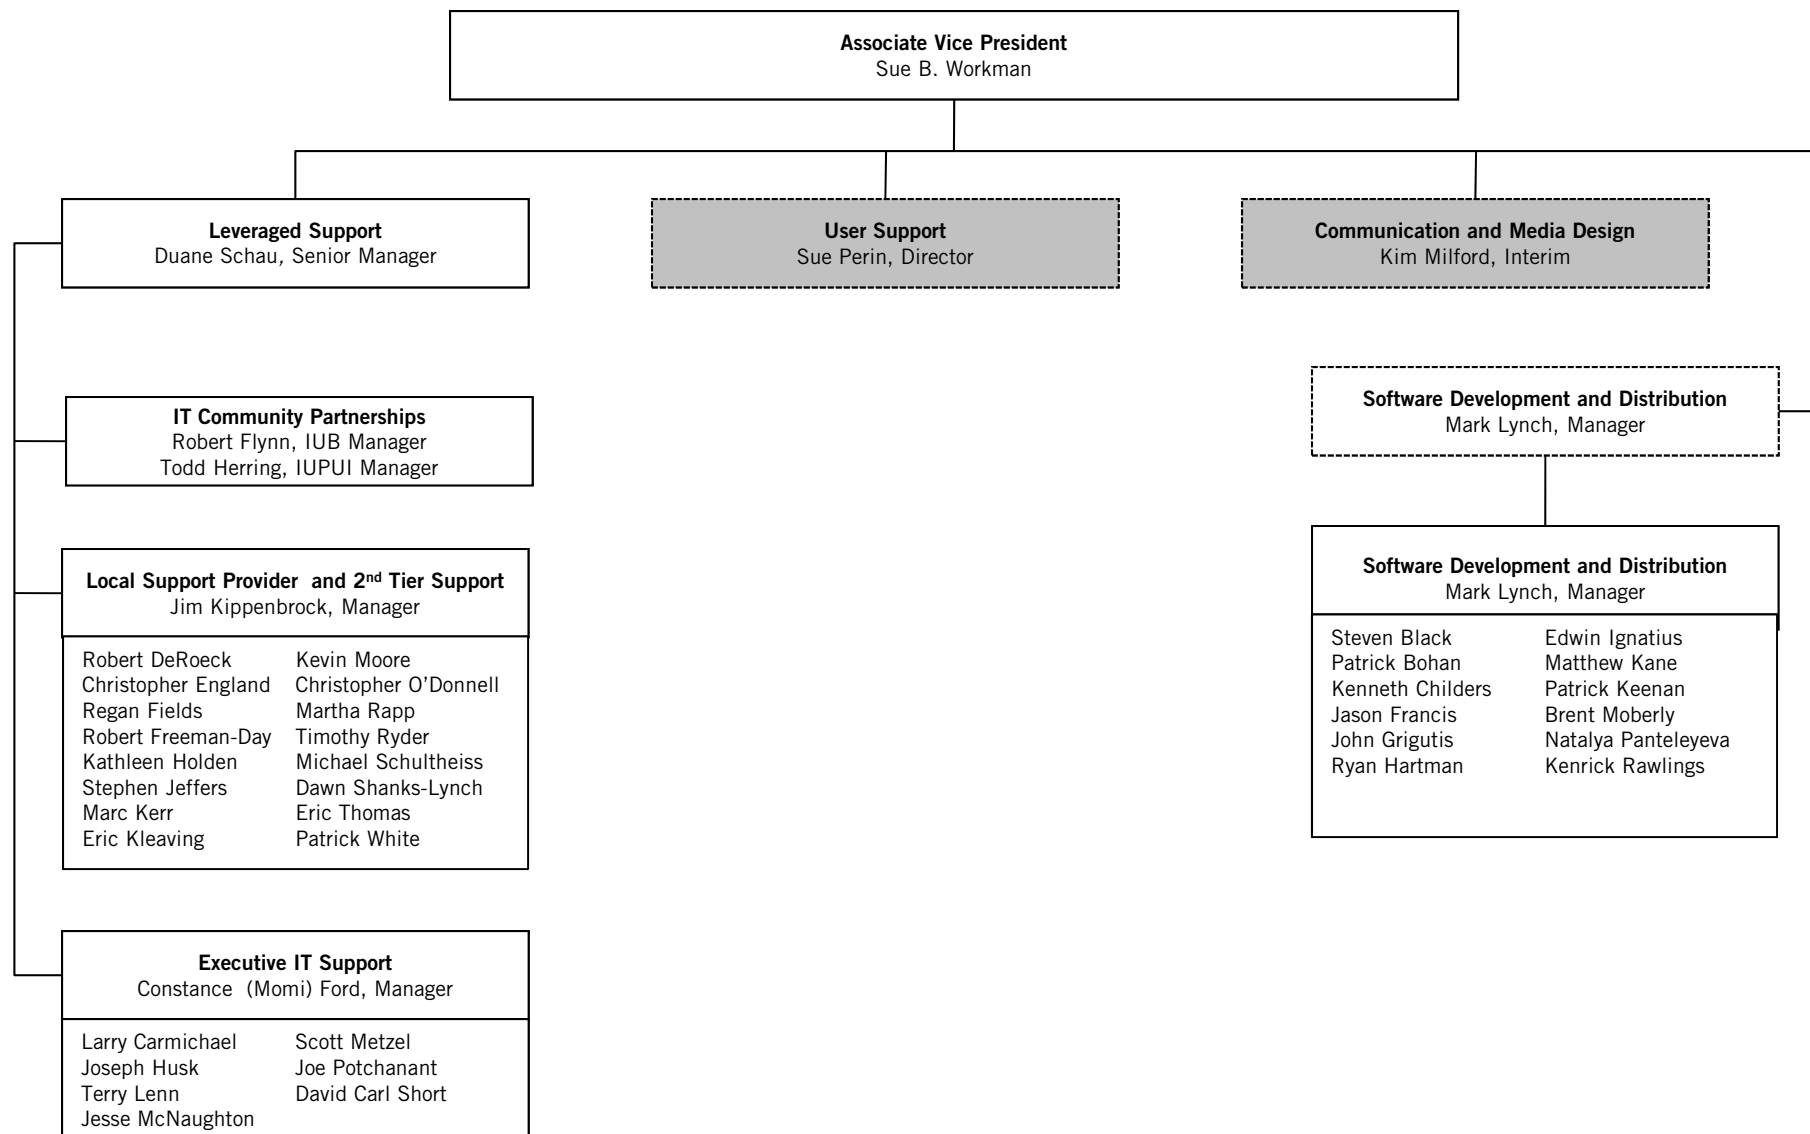 Associate Vice President
Sue B. Workman
Leveraged Support
Duane Schau, Senior Manager
User Support
Sue Perin, Director
Communication and Media Design
Kim Milford, Interim
IT Community Partnerships
Robert Flynn, IUB Manager
Todd Herring, IUPUI Manager
Software Development and Distribution
Mark Lynch, Manager
Local Support Provider and 2nd Tier Support
Jim Kippenbrock, Manager
Robert DeRoeck
Christopher England
Regan Fields
Robert Freeman-Day
Kathleen Holden
Stephen Jeffers
Marc Kerr
Eric Kleaving
Kevin Moore
Christopher O'Donnell
Martha Rapp
Timothy Ryder
Michael Schultheiss
Dawn Shanks-Lynch
Eric Thomas
Patrick White
Software Development and Distribution
Mark Lynch, Manager
Steven Black
Patrick Bohan
Kenneth Childers
Jason Francis
John Grigutis
Ryan Hartman
Edwin Ignatius
Matthew Kane
Patrick Keenan
Brent Moberly
Natalya Panteleyeva
Kenrick Rawlings
Executive IT Support
Constance (Momi) Ford, Manager
Larry Carmichael
Joseph Husk
Terry Lenn
Jesse McNaughton
Scott Metzel
Joe Potchanant
David Carl Short